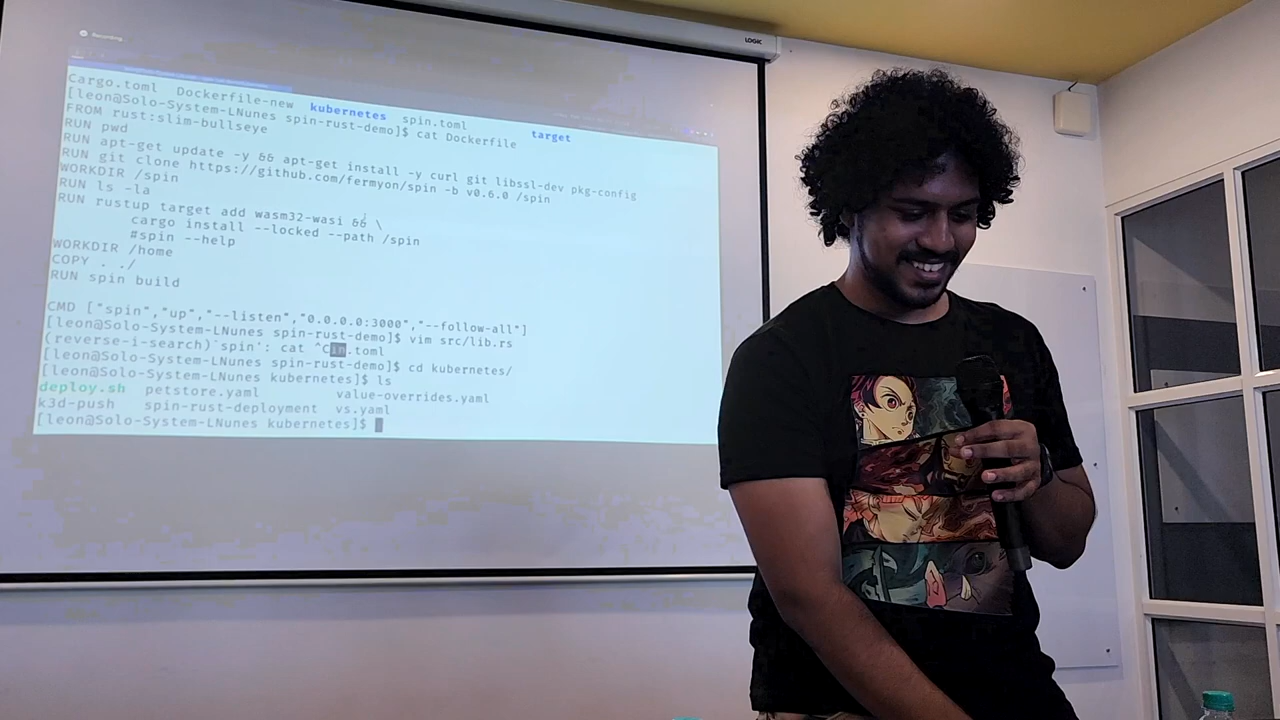 Recording...
LOGIC
Cargo.toml  Dockerfile-new  kubernetes  spin.toml  target
[leon@Solo-System-LNunes spin-rust-demo]$ cat Dockerfile
FROM rust:slim-bullseye
RUN pwd
RUN apt-get update -y && apt-get install -y curl git libssl-dev pkg-config
RUN git clone https://github.com/fermyon/spin -b v0.6.0 /spin
WORKDIR /spin
RUN ls -la
RUN rustup target add wasm32-wasi && \
        cargo install --locked --path /spin
        #spin --help
WORKDIR /home
COPY . ./
RUN spin build
CMD ["spin","up","--listen","0.0.0.0:3000","--follow-all"]
[leon@Solo-System-LNunes spin-rust-demo]$ vim src/lib.rs
(reverse-i-search)`spin': cat ^Cin.toml
[leon@Solo-System-LNunes spin-rust-demo]$ cd kubernetes/
[leon@Solo-System-LNunes kubernetes]$ ls
deploy.sh  petstore.yaml  value-overrides.yaml
k3d-push  spin-rust-deployment  vs.yaml
[leon@Solo-System-LNunes kubernetes]$